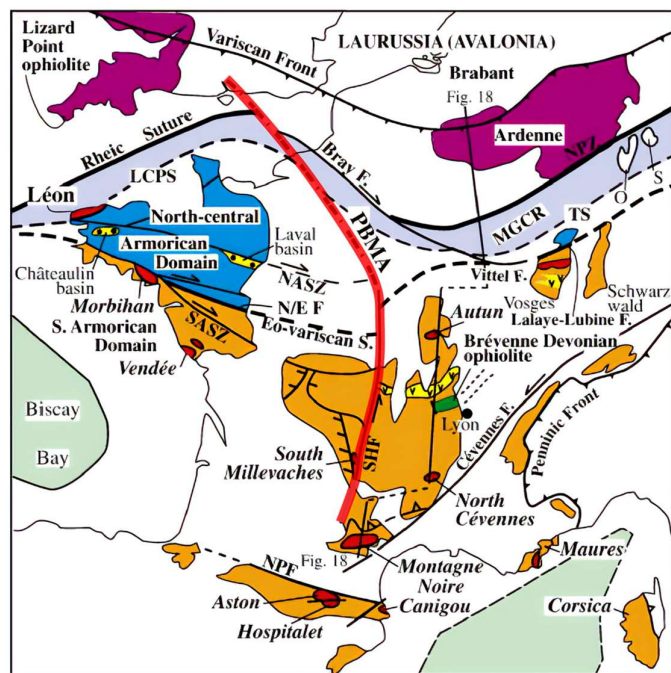 Lizard
Point
ophiolite
Variscan Front
LAURUSSIA (AVALONIA)
Brabant
Fig. 18
Ardenne
NPZ
Rheic Suture
Bray F.
S
O
LCPS
Léon
PBMA
MGCR
TS
North-central
Armorican
Domain
Laval
basin
Châteaulin
basin
NASZ
Vittel F.
Morbihan
N/E F
Vosges
Schwarz
wald
S. Armorican
Domain
SASZ
Eo-variscan S.
Autun
Lalaye-Lubine F.
Vendée
Brévenne Devonian
ophiolite
Biscay
Bay
Lyon
Cévennes F.
Penninic Front
South
Millevaches
SHF
North
Cévennes
NPF
Fig. 18
Montagne
Noire
Maures
Aston
Hospitalet
Canigou
Corsica